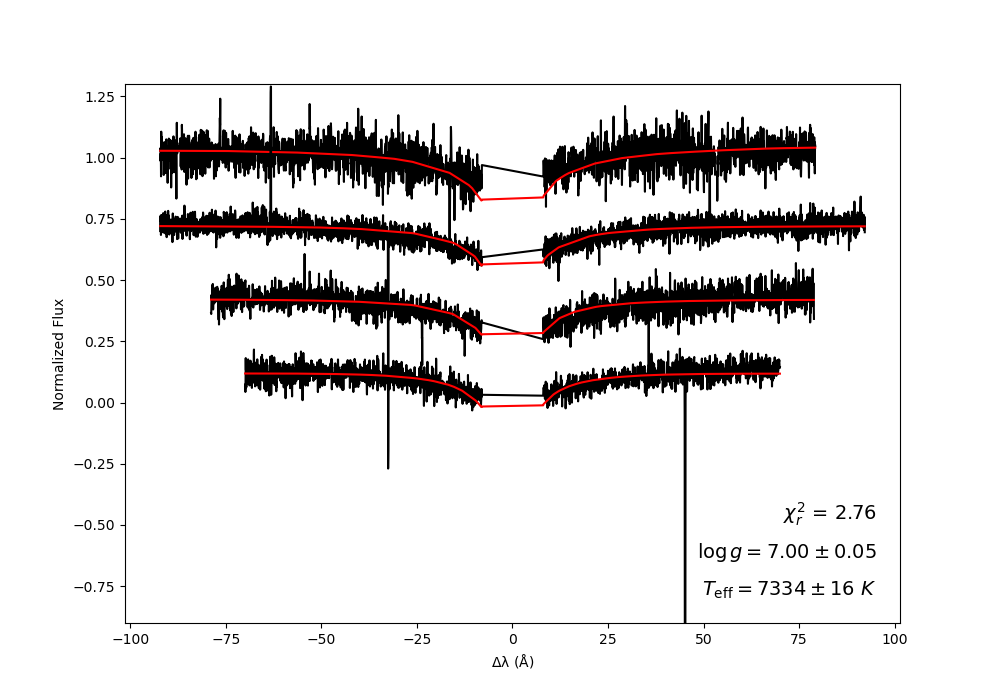 1.25
1.00
0.75
0.50
0.25
0.00
−0.25
−0.50
−0.75
Normalized Flux
χ²ᵣ = 2.76
log g = 7.00 ± 0.05
T_eff = 7334 ± 16 K
−100 −75 −50 −25 0 25 50 75 100
Δλ (Å)